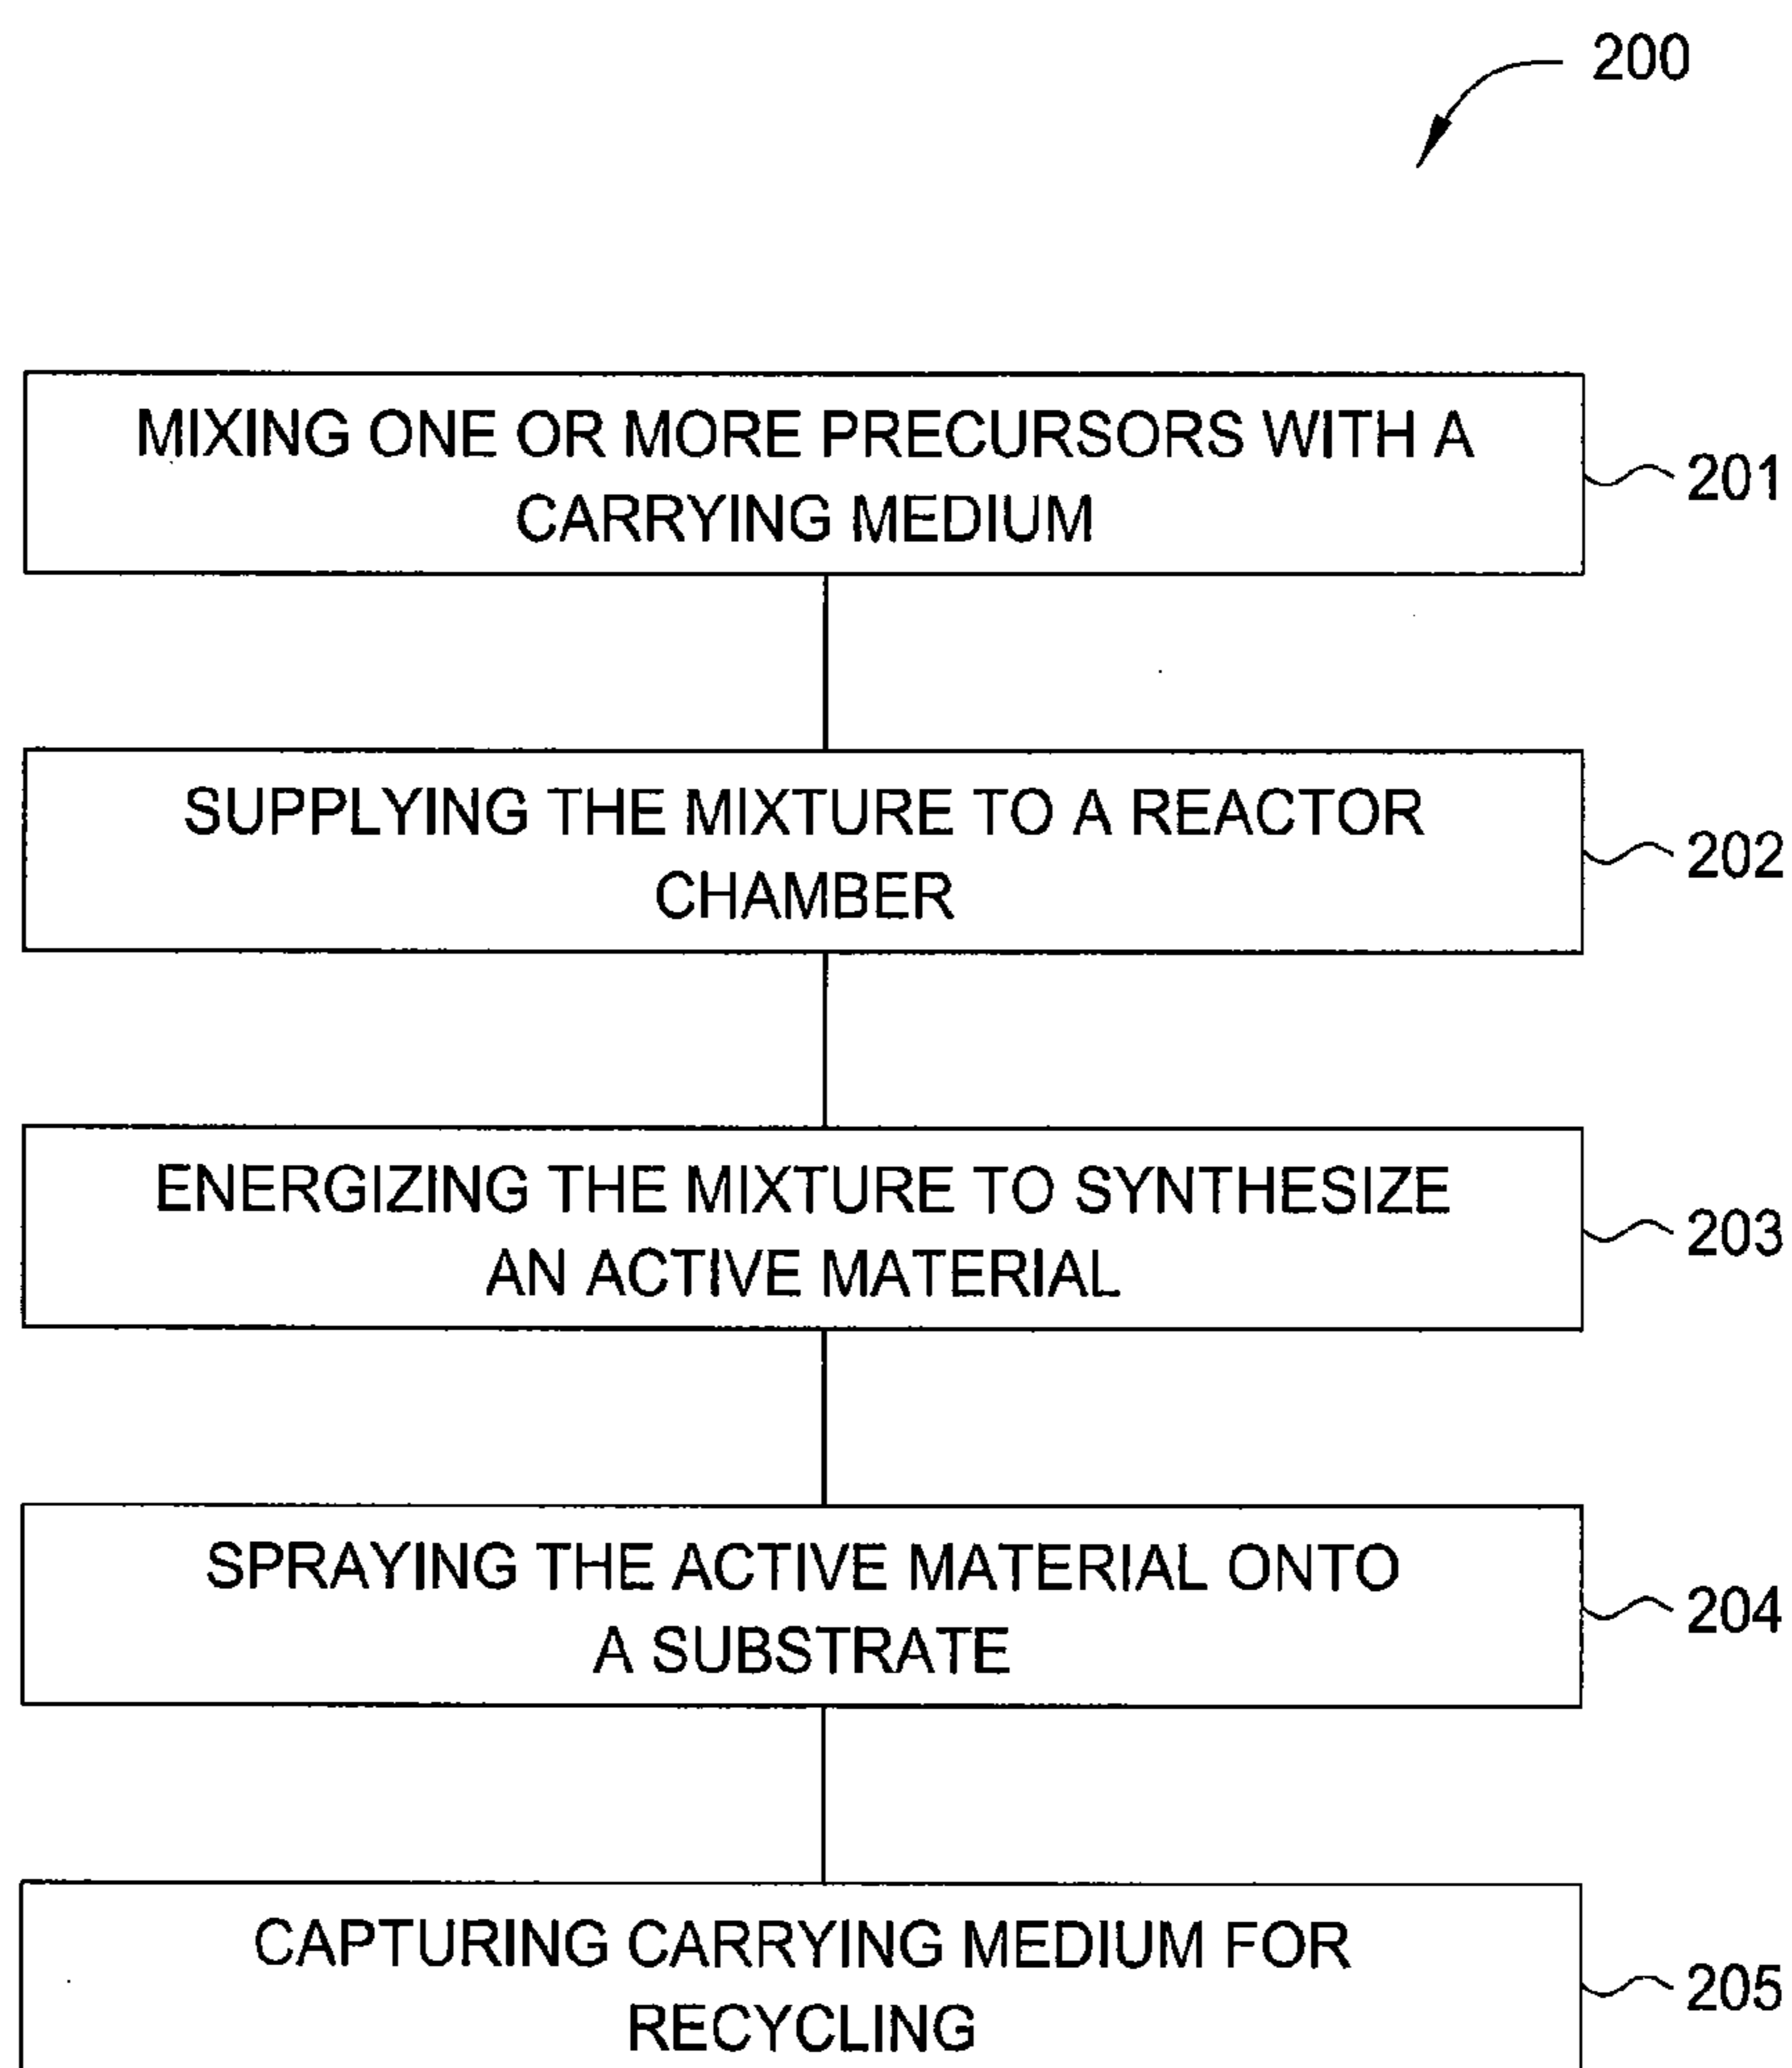 200
MIXING ONE OR MORE PRECURSORS WITH A
CARRYING MEDIUM
201
SUPPLYING THE MIXTURE TO A REACTOR
CHAMBER
202
ENERGIZING THE MIXTURE TO SYNTHESIZE
AN ACTIVE MATERIAL
203
SPRAYING THE ACTIVE MATERIAL ONTO
A SUBSTRATE
204
CAPTURING CARRYING MEDIUM FOR
RECYCLING
205